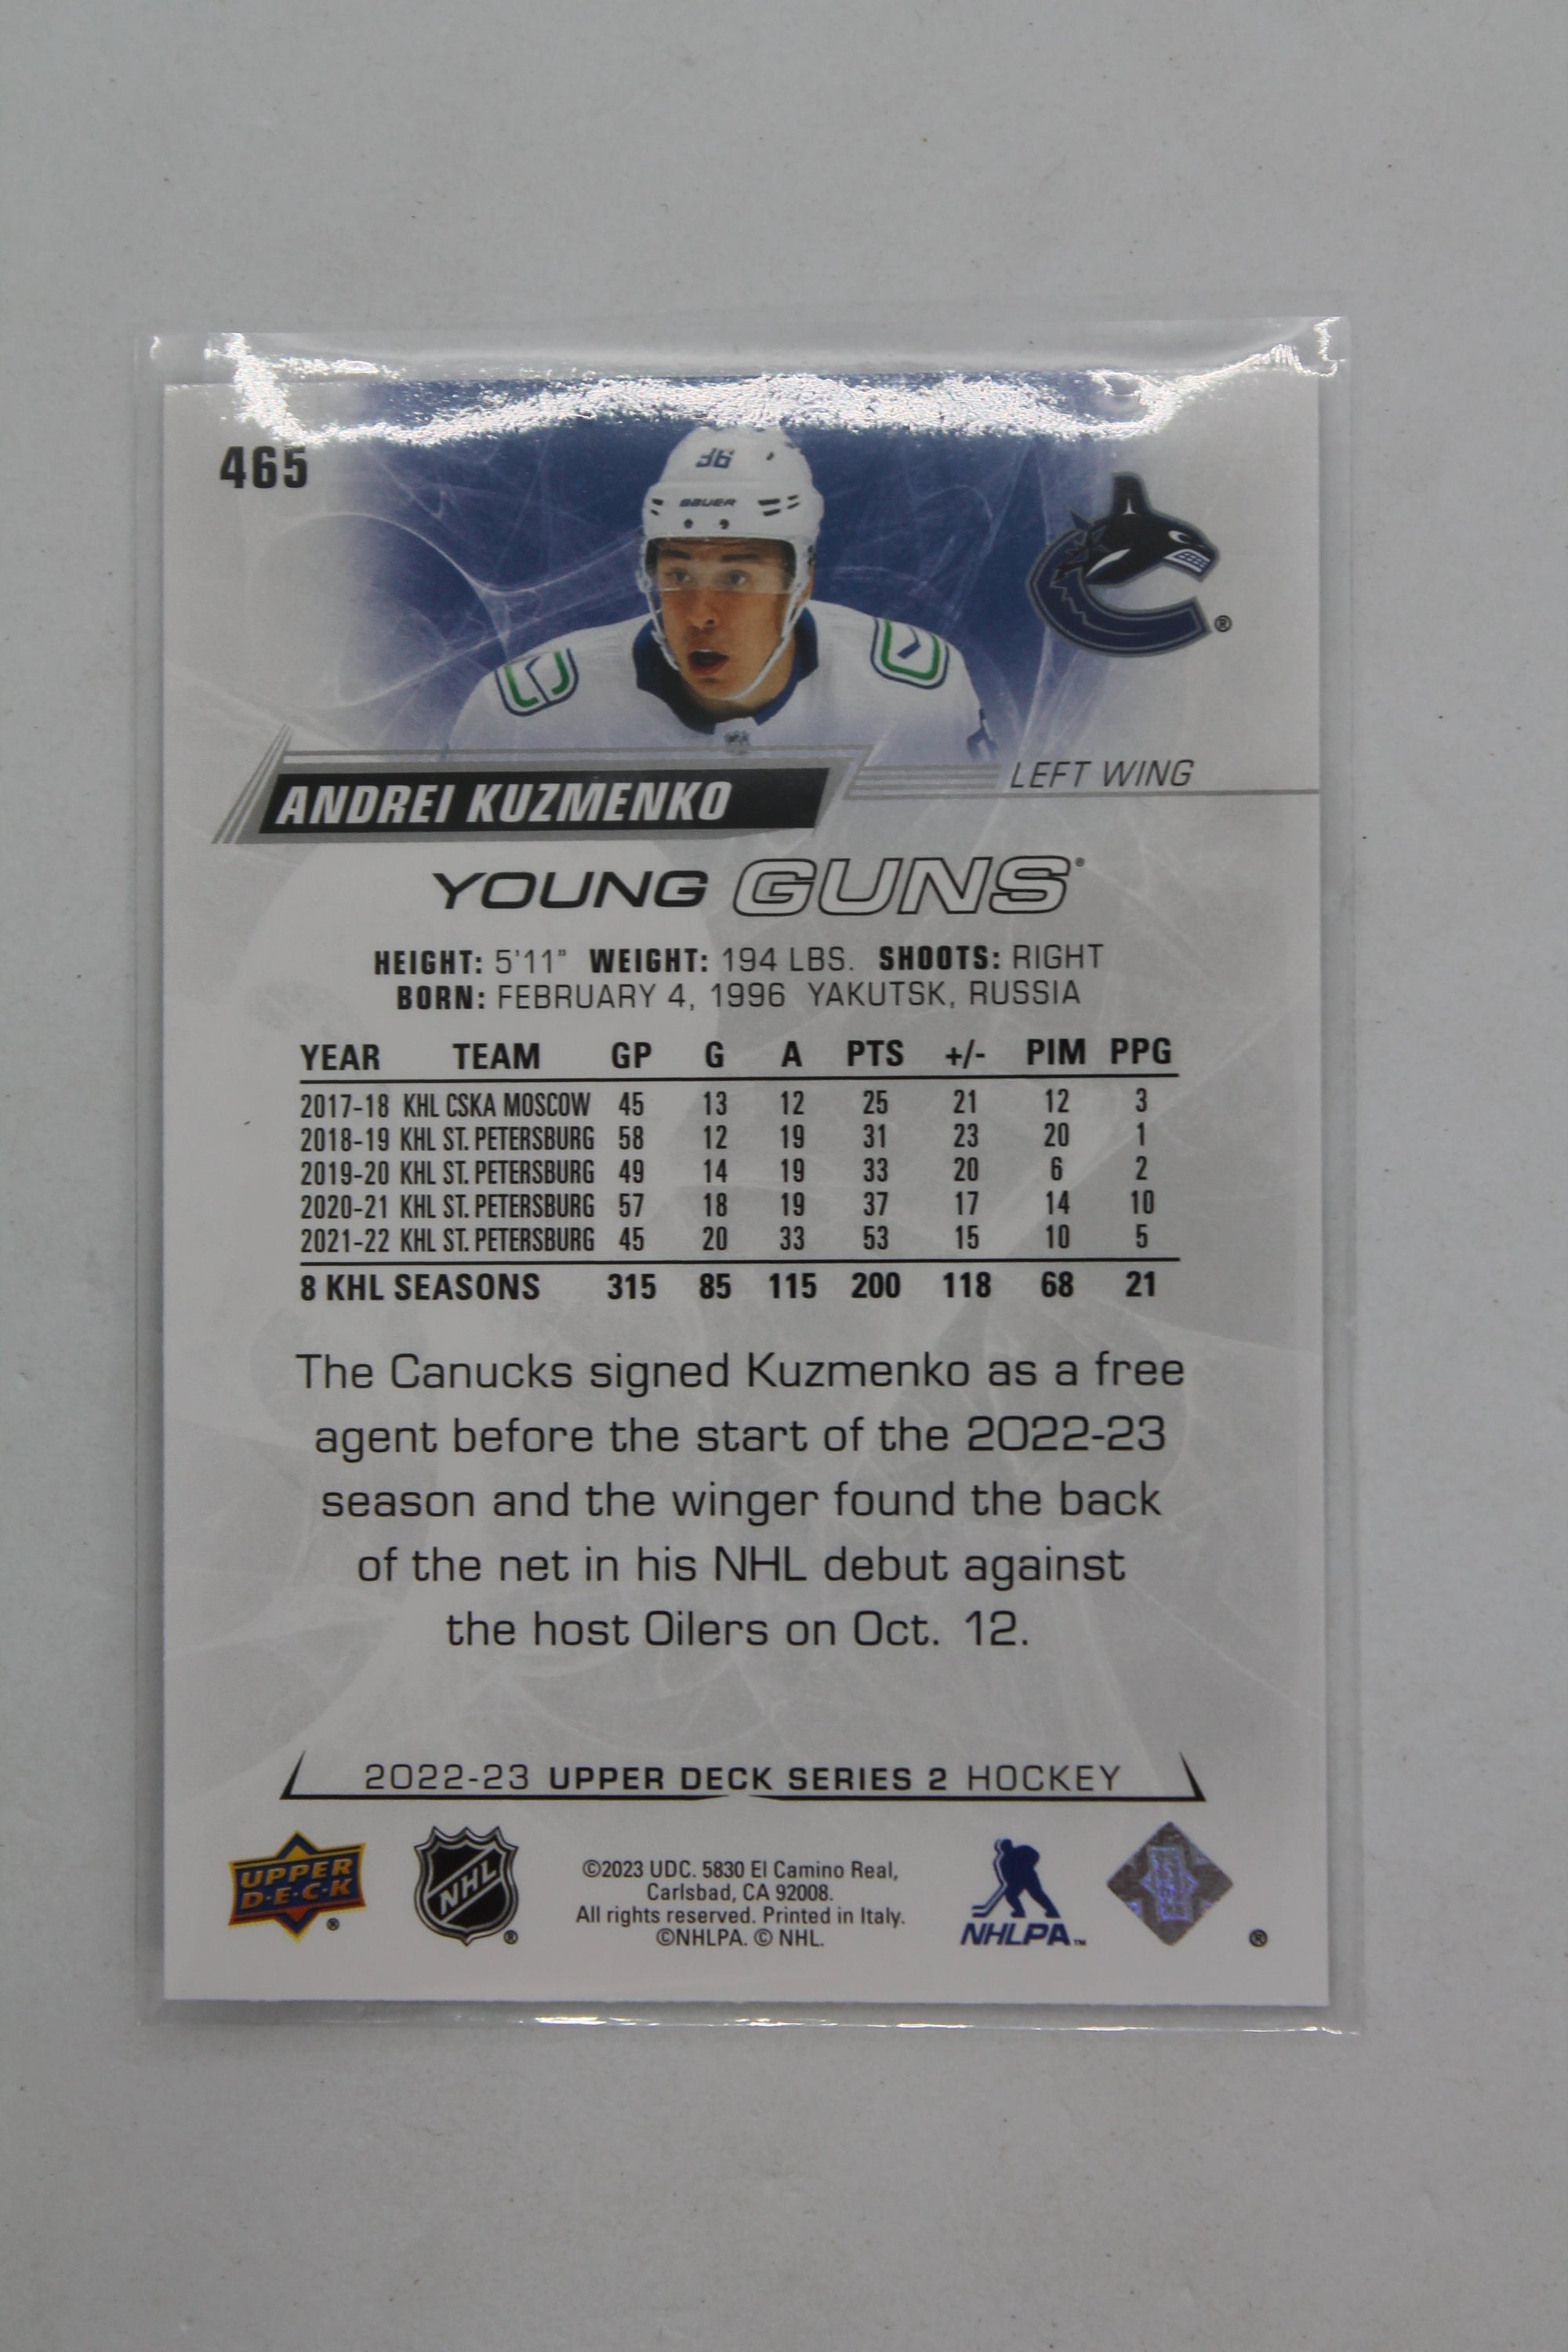 465
36
BAUER
®
LEFT WING
ANDREI KUZMENKO
YOUNG GUNS®
HEIGHT: 5'11" WEIGHT: 194 LBS. SHOOTS: RIGHT
BORN: FEBRUARY 4, 1996 YAKUTSK, RUSSIA
YEAR TEAM GP G A PTS +/- PIM PPG
2017-18 KHL CSKA MOSCOW 45 13 12 25 21 12 3
2018-19 KHL ST. PETERSBURG 58 12 19 31 23 20 1
2019-20 KHL ST. PETERSBURG 49 14 19 33 20 6 2
2020-21 KHL ST. PETERSBURG 57 18 19 37 17 14 10
2021-22 KHL ST. PETERSBURG 45 20 33 53 15 10 5
8 KHL SEASONS 315 85 115 200 118 68 21
The Canucks signed Kuzmenko as a free
agent before the start of the 2022-23
season and the winger found the back
of the net in his NHL debut against
the host Oilers on Oct. 12.
2022-23 UPPER DECK SERIES 2 HOCKEY
UPPER
D·E·C·K
®
NHL
®
©2023 UDC. 5830 El Camino Real,
Carlsbad, CA 92008.
All rights reserved. Printed in Italy.
©NHLPA. © NHL.
NHLPA™
®